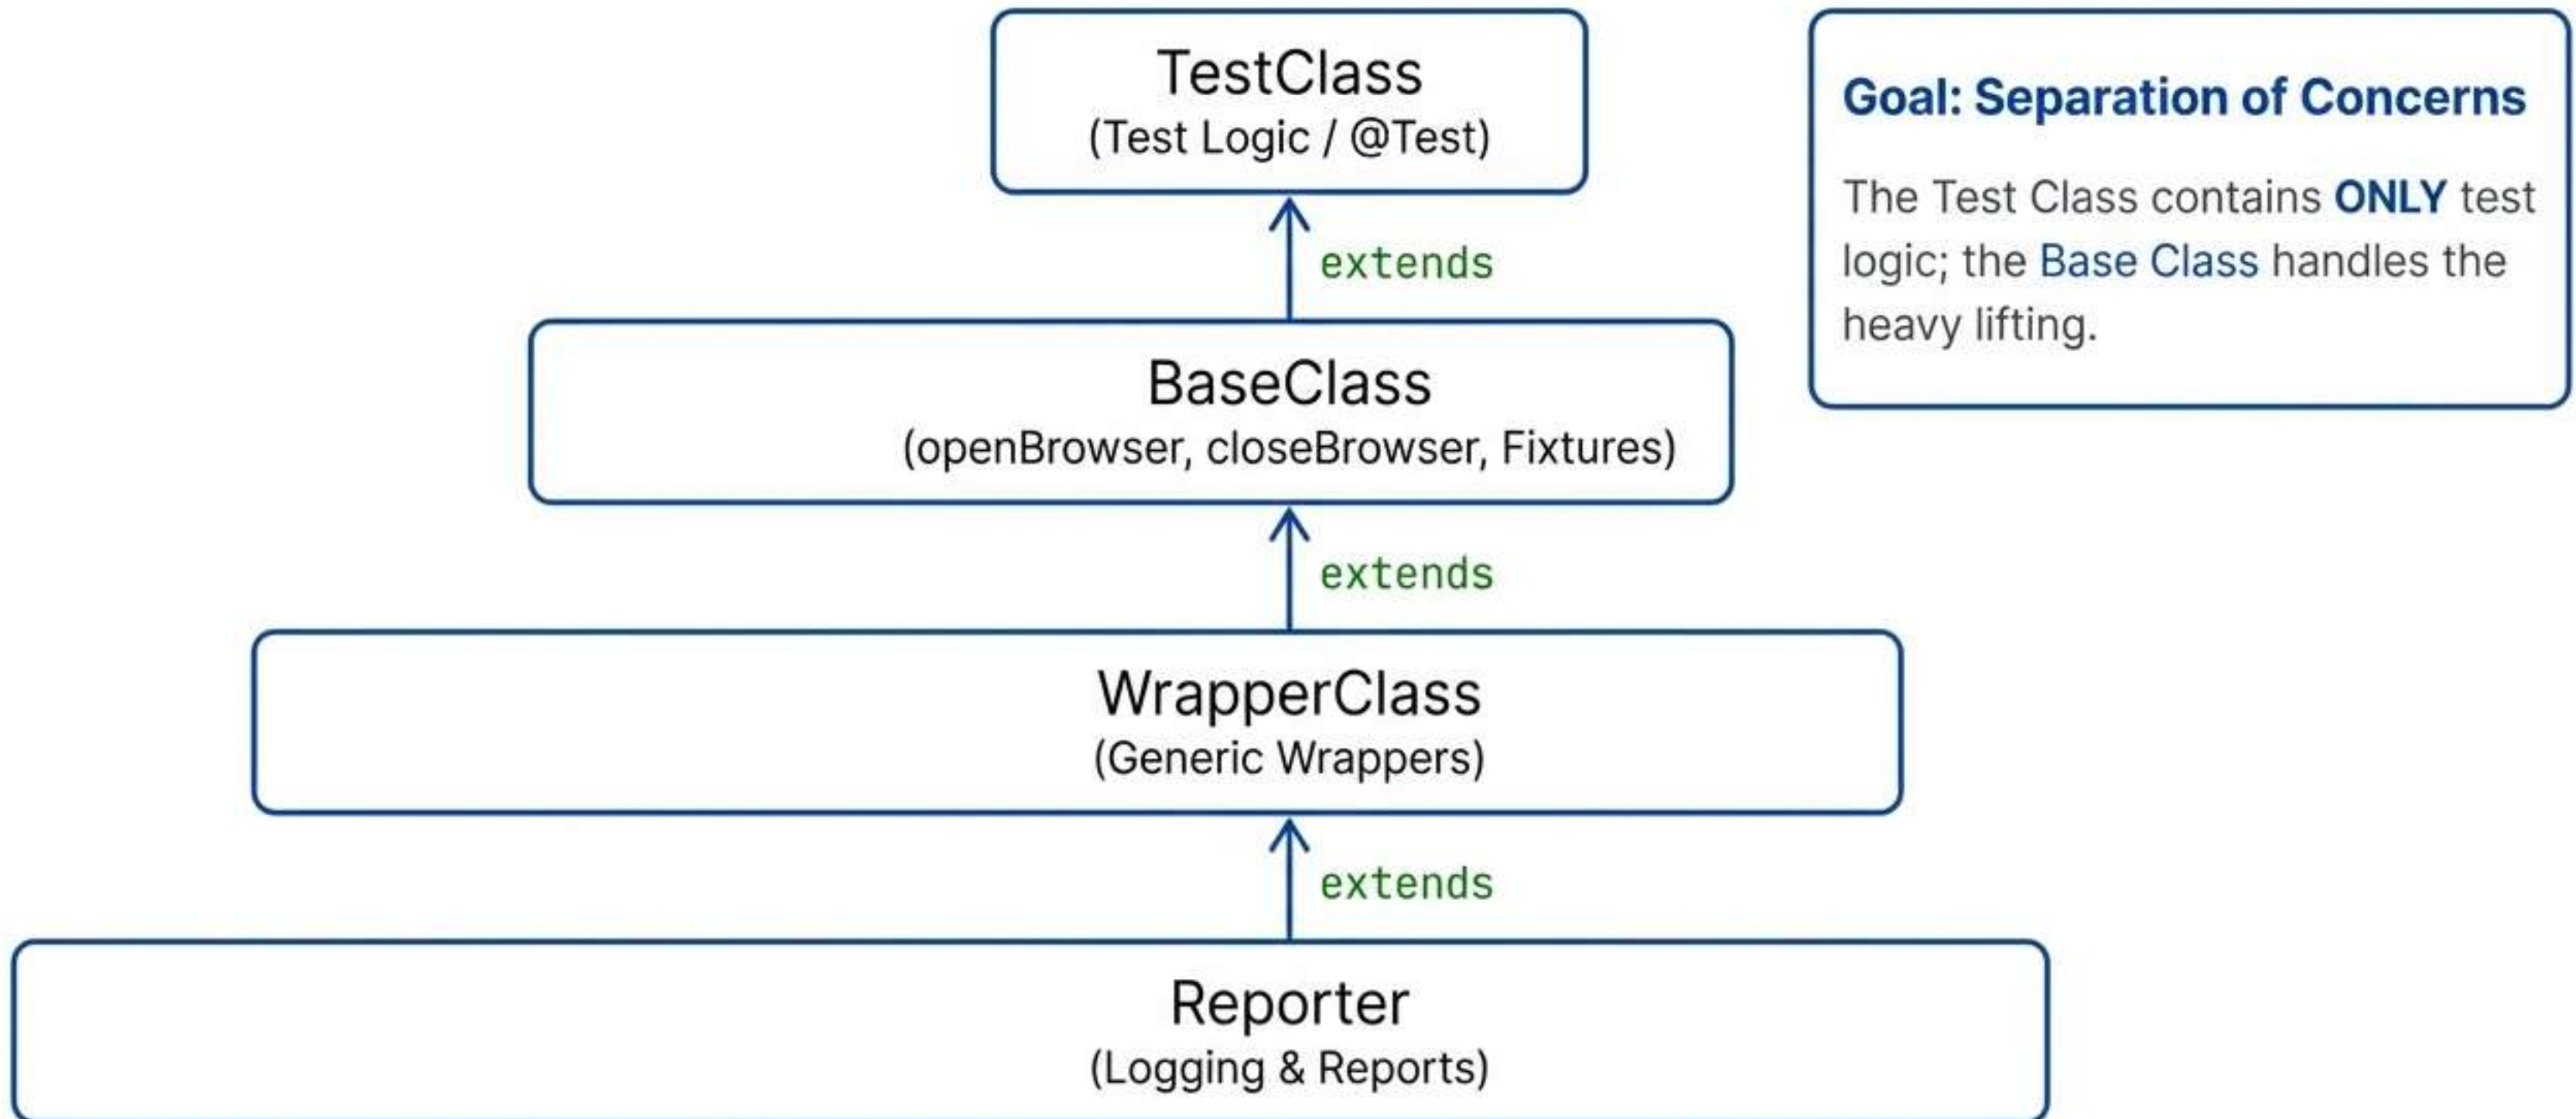 TestClass
(Test Logic / @Test)
Goal: Separation of Concerns
The Test Class contains ONLY test
logic; the Base Class handles the
heavy lifting.
extends
BaseClass
(openBrowser, closeBrowser, Fixtures)
extends
WrapperClass
(Generic Wrappers)
extends
Reporter
(Logging & Reports)